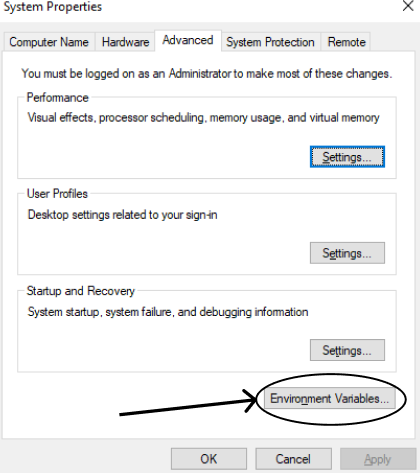 System Properties
Computer Name Hardware Advanced System Protection Remote
You must be logged on as an Administrator to make most of these changes.
Performance
Visual effects, processor scheduling, memory usage, and virtual memory
Settings...
User Profiles
Desktop settings related to your sign-in
Settings...
Startup and Recovery
System startup, system failure, and debugging information
Settings...
Environment Variables...
OK Cancel Apply